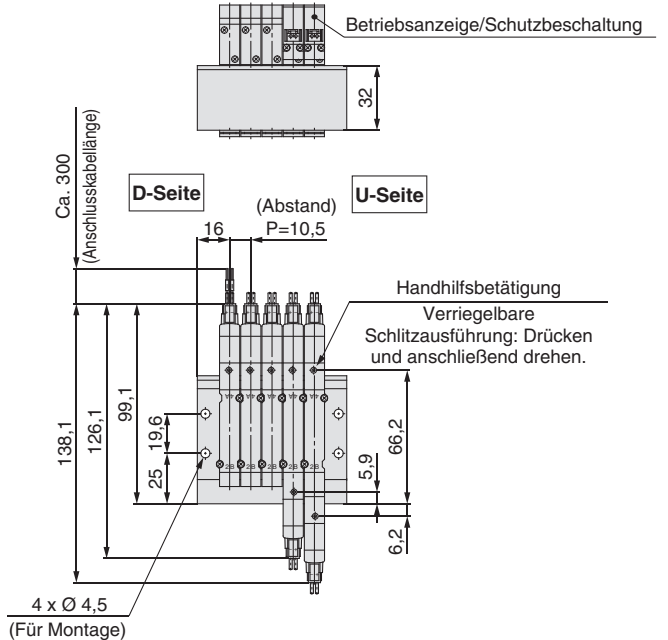 Betriebsanzeige/Schutzbeschaltung
32
Ca. 300
(Anschlusskabellänge)
D-Seite
U-Seite
(Abstand)
16
P=10,5
Handhilfsbetätigung
Verriegelbare
Schlitzausführung: Drücken
und anschließend drehen.
138,1
126,1
99,1
19,6
25
66,2
5,9
6,2
4 x Ø 4,5
(Für Montage)